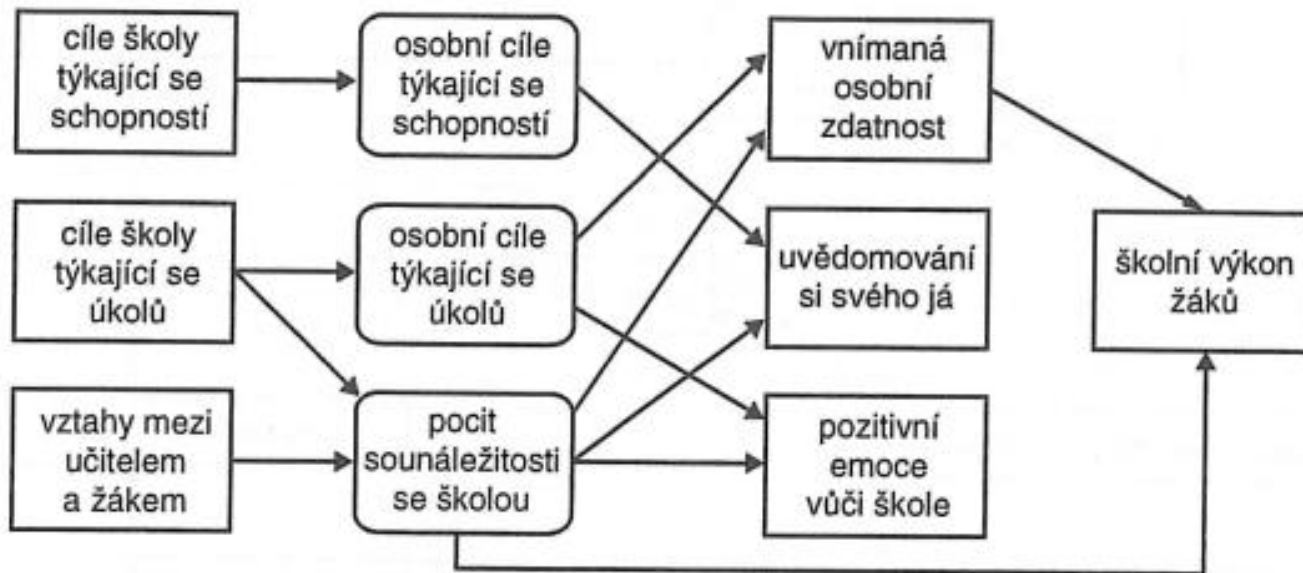 cíle školy
týkající se
schopností
osobní cíle
týkající se
schopností
vnímaná
osobní
zdatnost
cíle školy
týkající se
úkolů
osobní cíle
týkající se
úkolů
uvědomování
si svého já
školní výkon
žáků
vztahy mezi
učitelem
a žákem
pocit
sounáležitosti
se školou
pozitivní
emoce
vůči škole